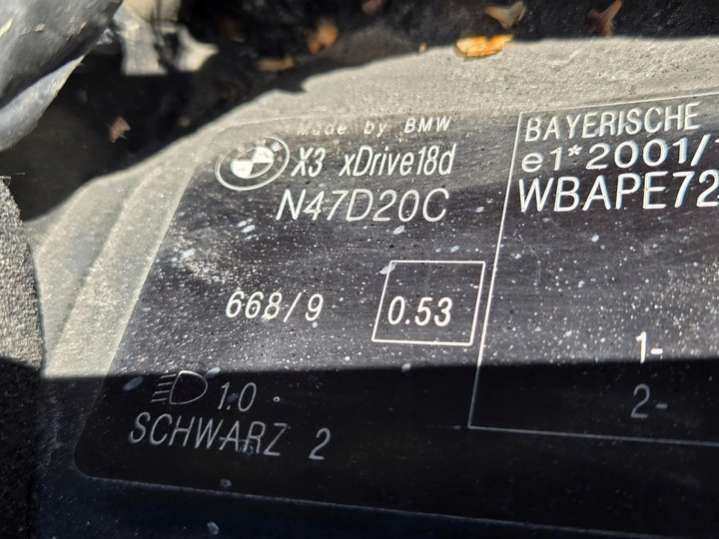 Made by BMW
X3 xDrive18d
N47D20C
668/9
0.53
1.0
SCHWARZ 2
BAYERISCHE
e1*2001/
WBAPE72
1-
2-